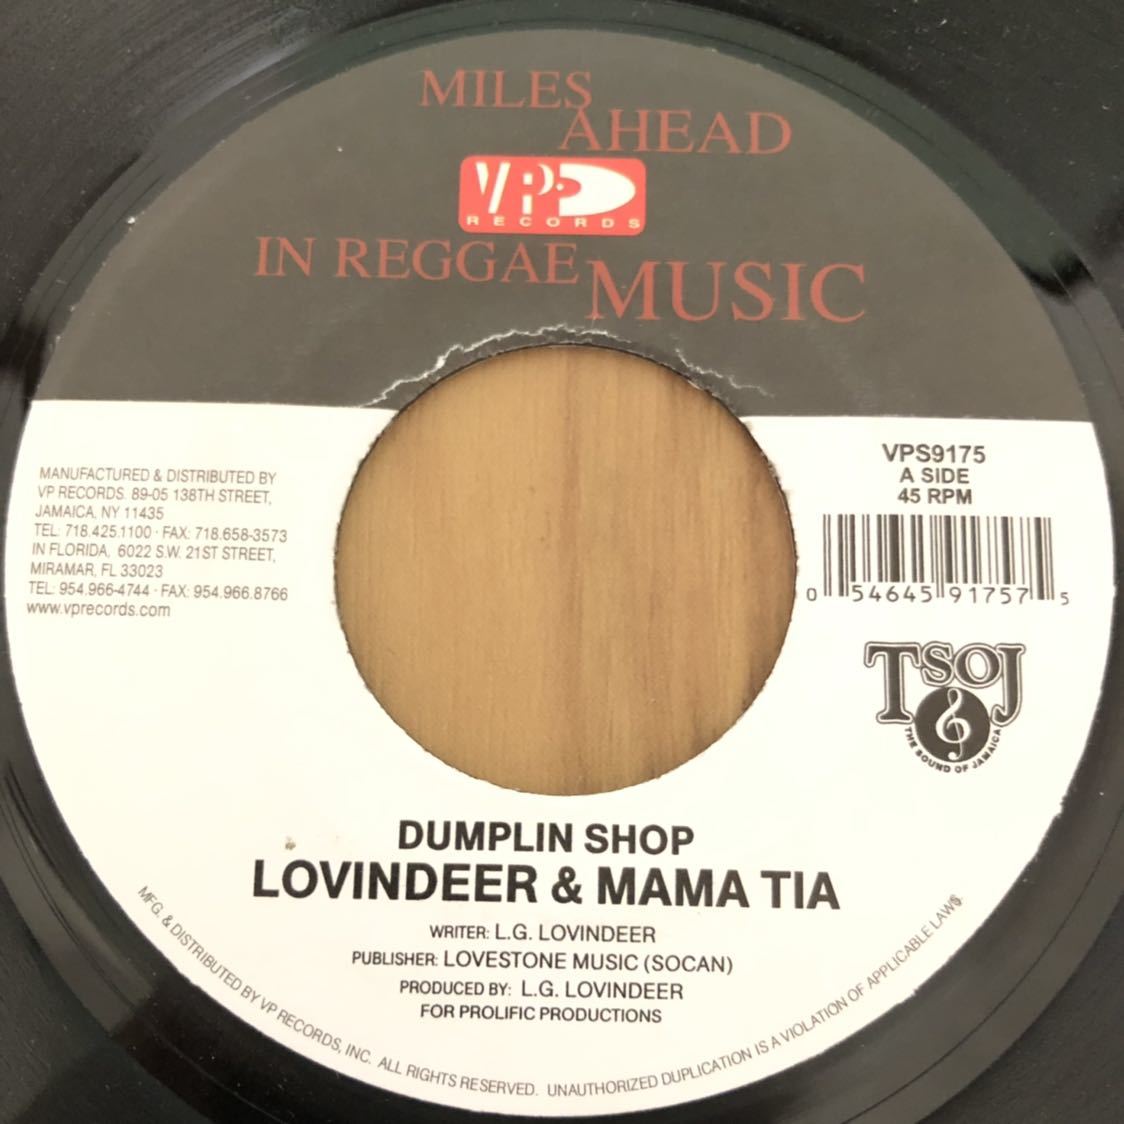 MILES
AHEAD
VP
RECORDS
IN REGGAE
MUSIC
MANUFACTURED & DISTRIBUTED BY
VP RECORDS. 89-05 138TH STREET,
JAMAICA, NY 11435
TEL: 718.425.1100 · FAX: 718.658-3573
IN FLORIDA, 6022 S.W. 21ST STREET,
MIRAMAR, FL 33023
TEL: 954.966-4744 · FAX: 954.966.8766
www.vprecords.com
VPS9175
A SIDE
45 RPM
0 54645 91757 5
TSOJ
THE SOUND OF JAMAICA
DUMPLIN SHOP
LOVINDEER & MAMA TIA
WRITER: L.G. LOVINDEER
PUBLISHER: LOVESTONE MUSIC (SOCAN)
PRODUCED BY: L.G. LOVINDEER
FOR PROLIFIC PRODUCTIONS
MFG. & DISTRIBUTED BY VP RECORDS, INC. ALL RIGHTS RESERVED. UNAUTHORIZED DUPLICATION IS A VIOLATION OF APPLICABLE LAWS